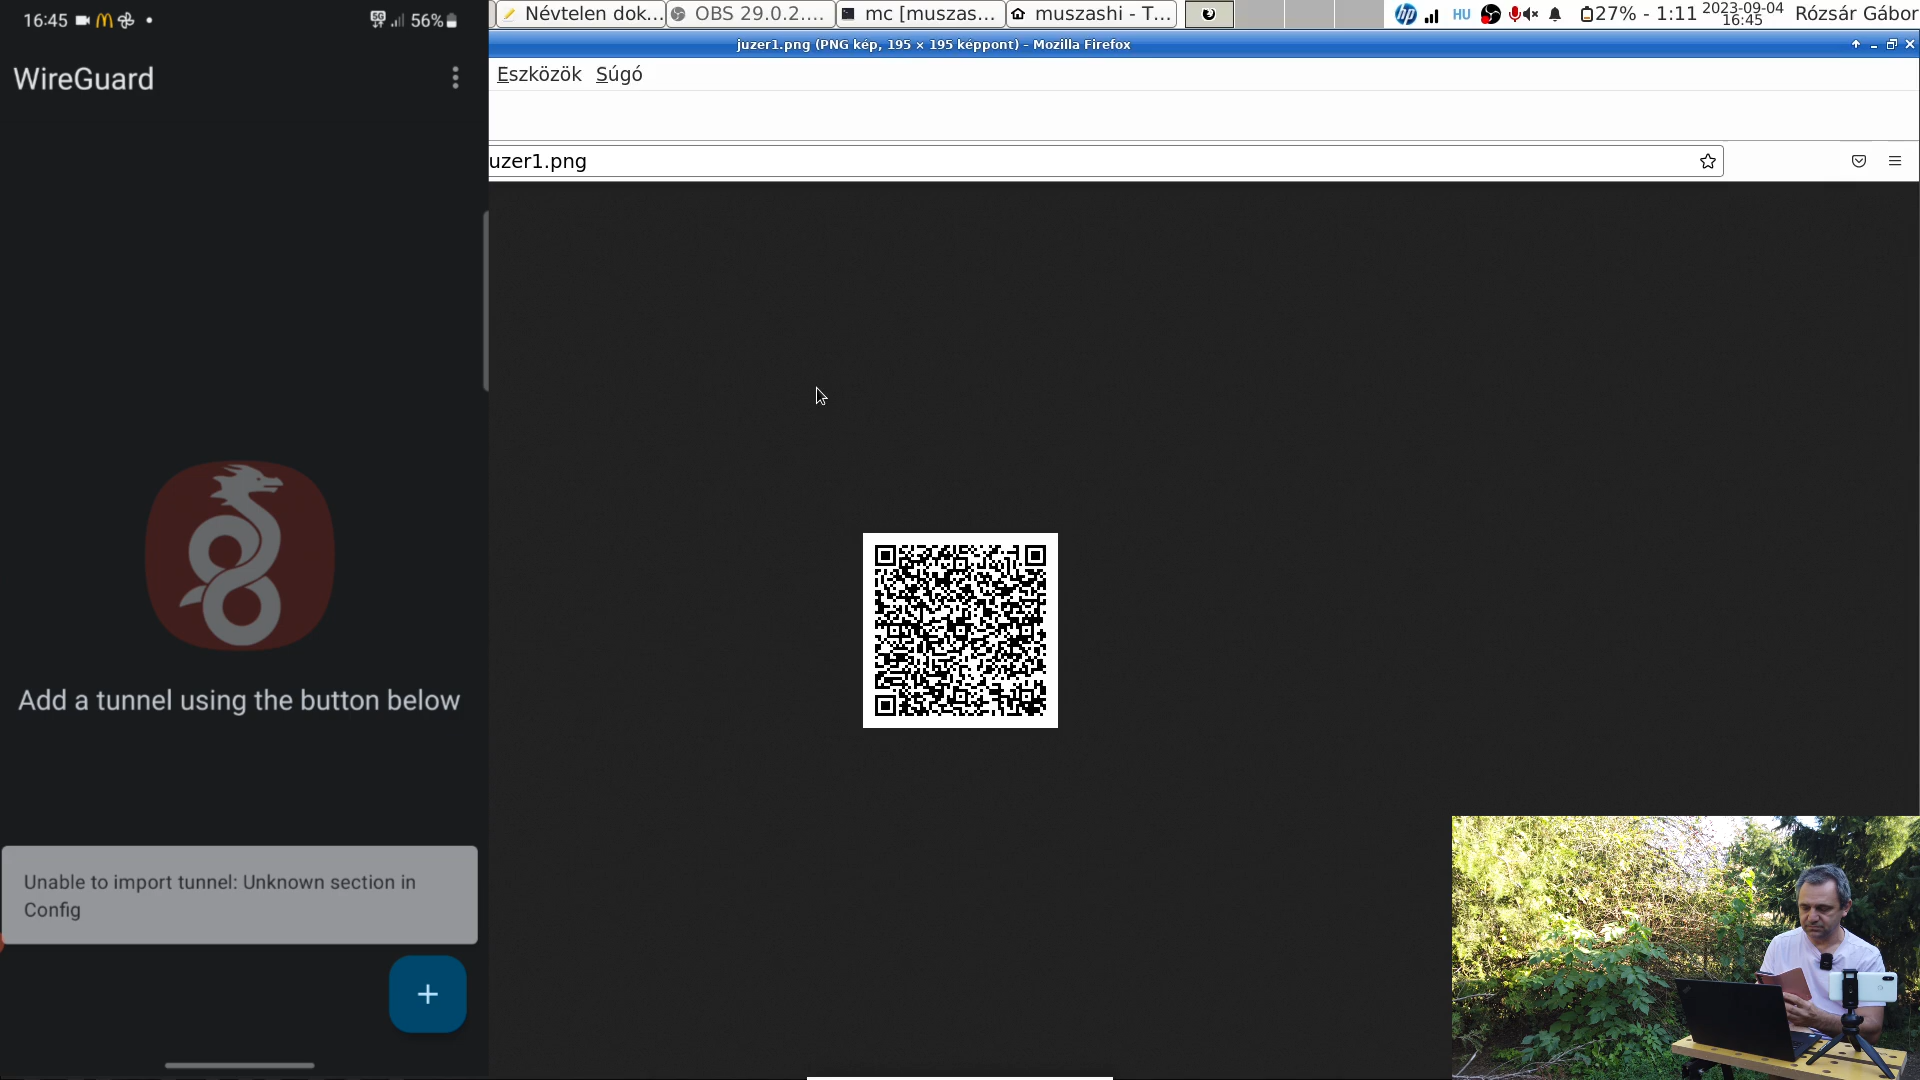 16:45
5G
56%
WireGuard
Add a tunnel using the button below
Unable to import tunnel: Unknown section in
Config
+
Névtelen dok...
OBS 29.0.2....
mc [muszas...
muszashi - T...
hp
HU
27% - 1:11
2023-09-04
16:45
Rózsár Gábor
juzer1.png (PNG kép, 195 × 195 képpont) - Mozilla Firefox
Eszközök Súgó
uzer1.png